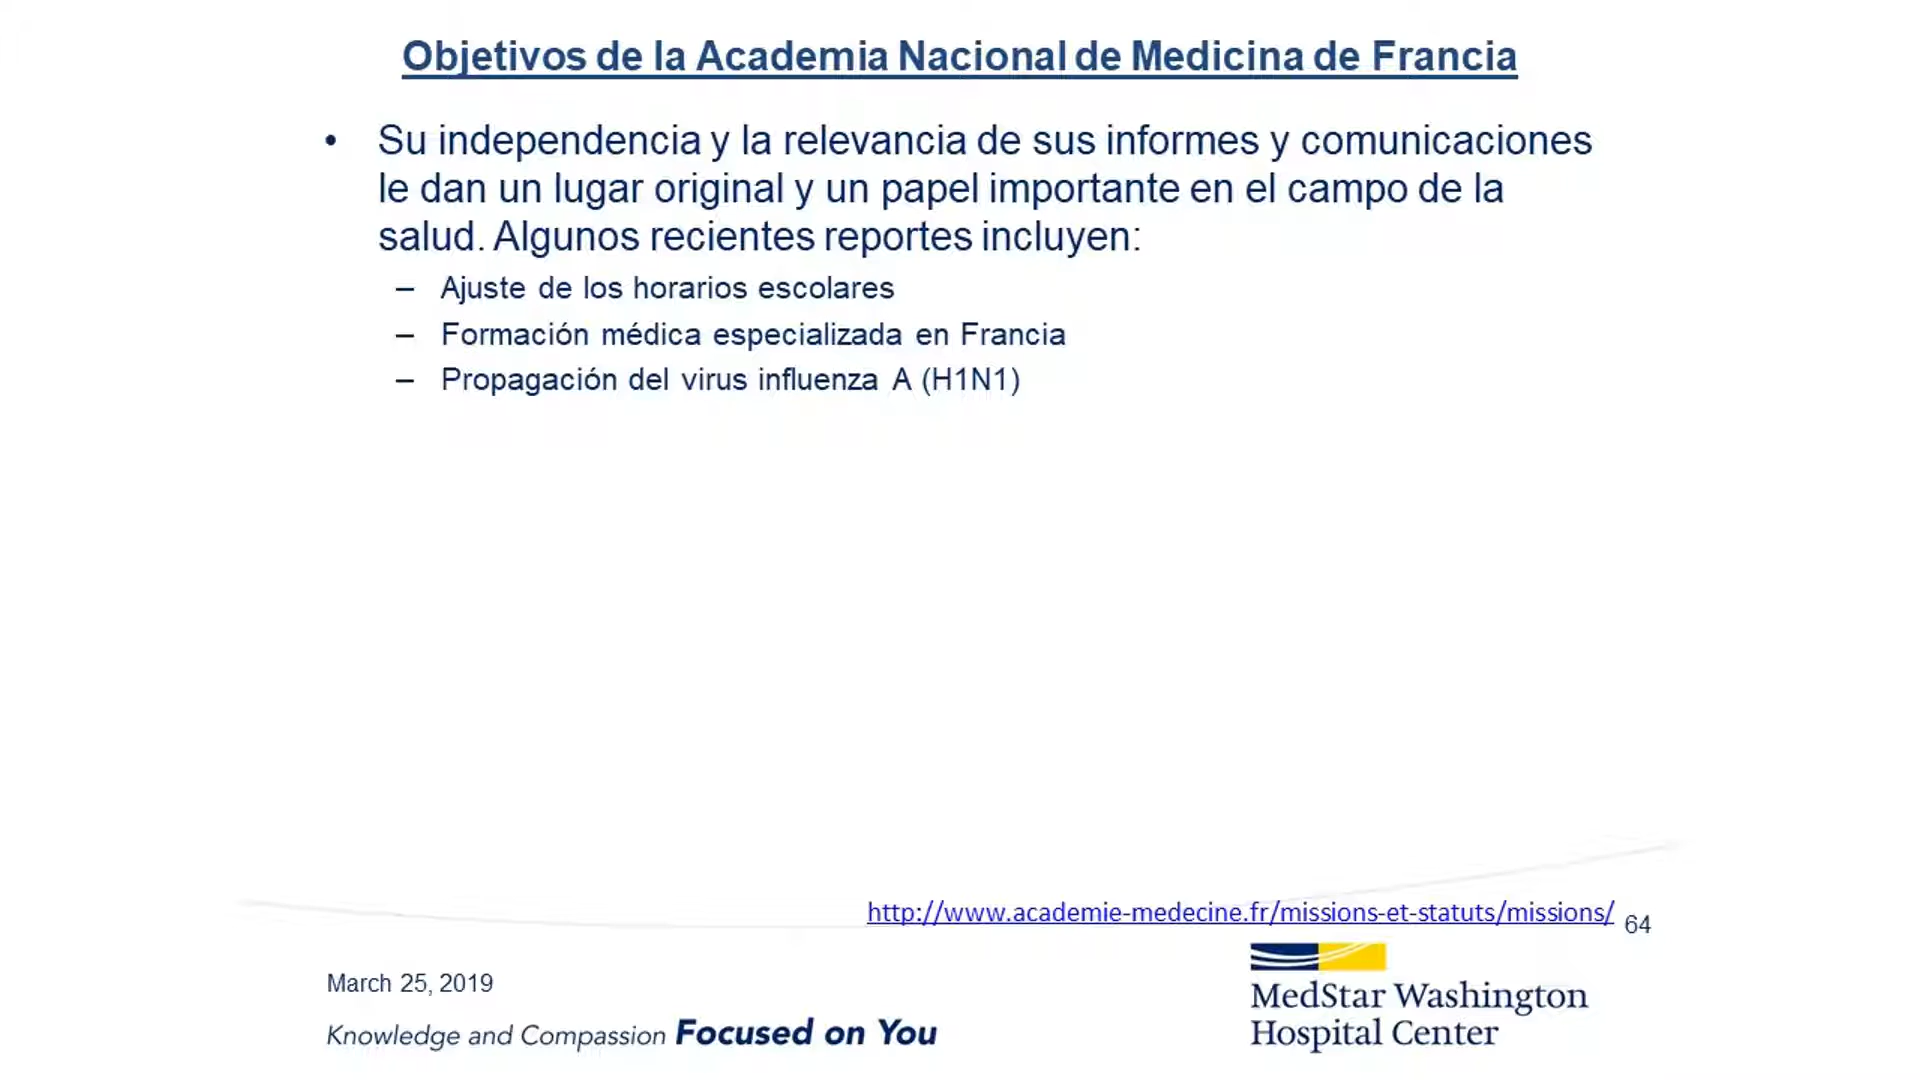 Objetivos de la Academia Nacional de Medicina de Francia
• Su independencia y la relevancia de sus informes y comunicaciones
le dan un lugar original y un papel importante en el campo de la
salud. Algunos recientes reportes incluyen:
– Ajuste de los horarios escolares
– Formación médica especializada en Francia
– Propagación del virus influenza A (H1N1)
http://www.academie-medecine.fr/missions-et-statuts/missions/
64
March 25, 2019
Knowledge and Compassion Focused on You
MedStar Washington
Hospital Center